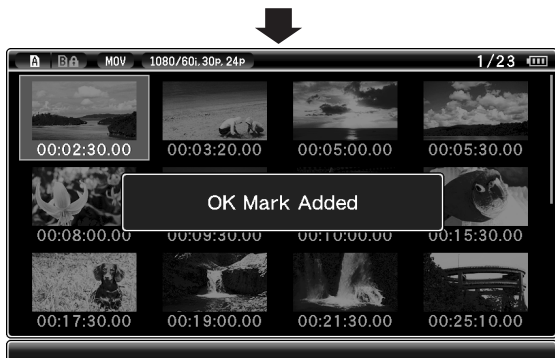 A BA MOV 1080/60i, 30P, 24P 1/23
00:02:30.00 00:03:20.00 00:05:00.00 00:05:30.00
OK Mark Added
00:08:00.00 00:09:30.00 00:10:00.00 00:15:30.00
00:17:30.00 00:19:00.00 00:21:30.00 00:25:10.00